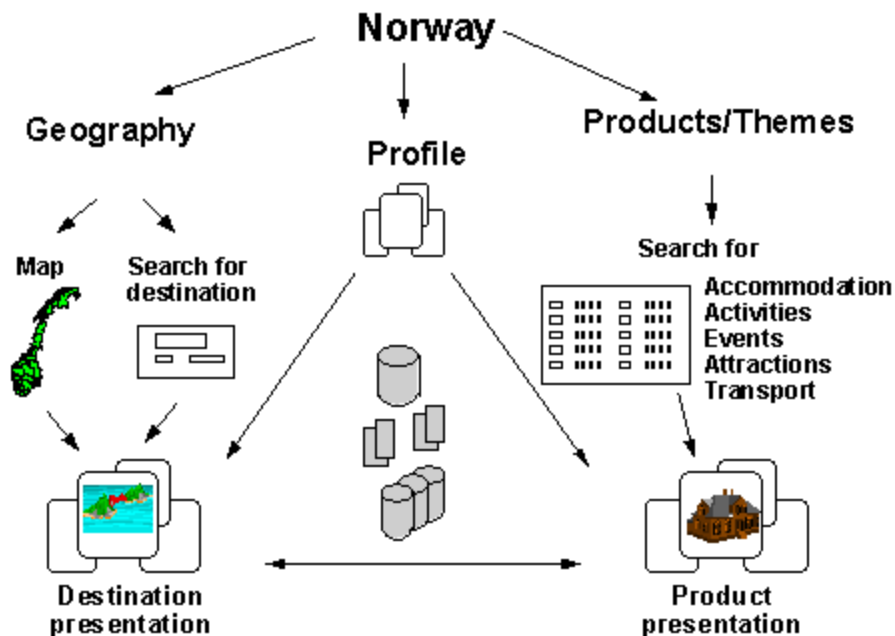 Norway
Geography
Profile
Products/Themes
Map
Search for
destination
Search for
Accommodation
Activities
Events
Attractions
Transport
Destination
presentation
Product
presentation